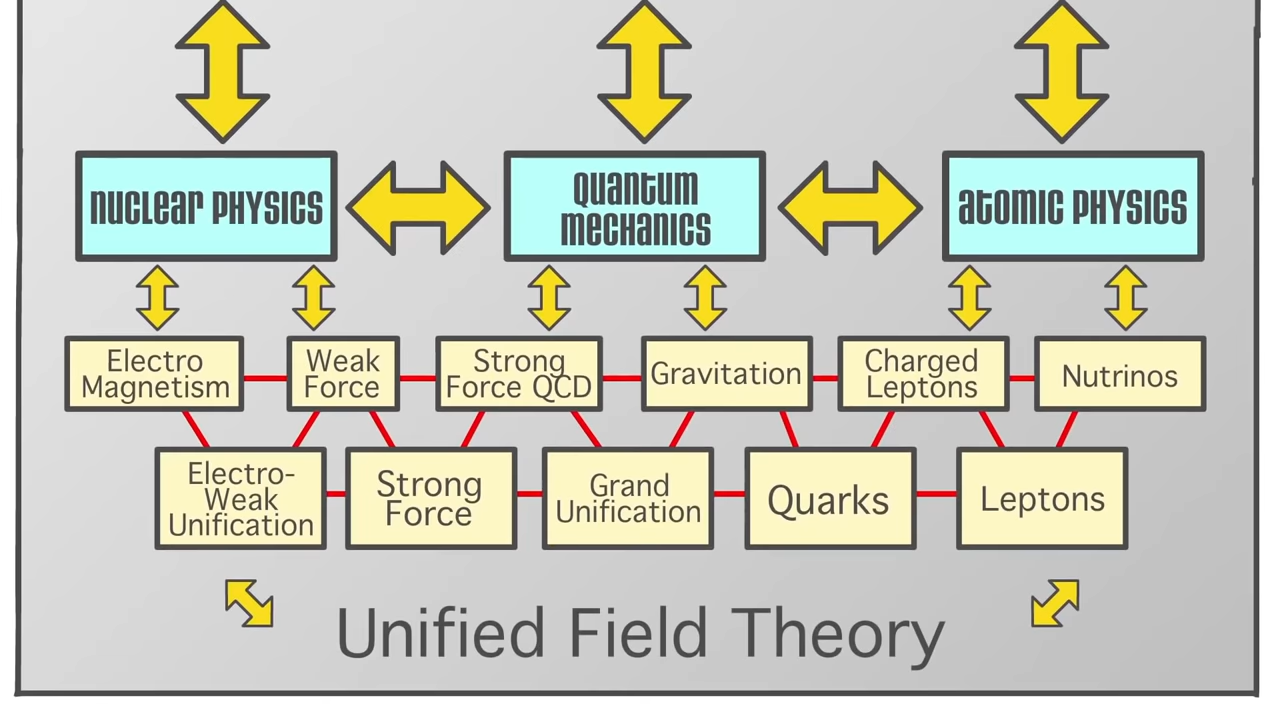 NUCLEAR PHYSICS
QUANTUM
MECHANICS
ATOMIC PHYSICS
Electro
Magnetism
Weak
Force
Strong
Force QCD
Gravitation
Charged
Leptons
Nutrinos
Electro-
Weak
Unification
Strong
Force
Grand
Unification
Quarks
Leptons
Unified Field Theory